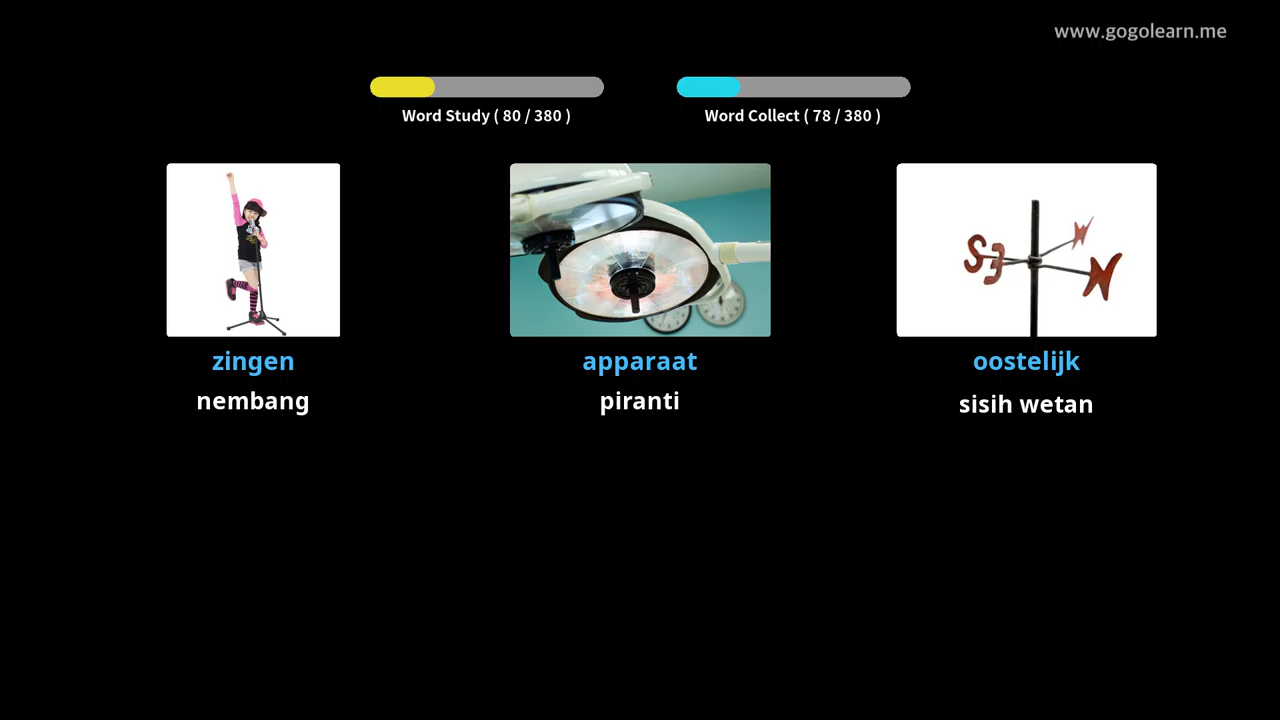 www.gogolearn.me
Word Study ( 80 / 380 )
Word Collect ( 78 / 380 )
S E N W
zingen
apparaat
oostelijk
nembang
piranti
sisih wetan